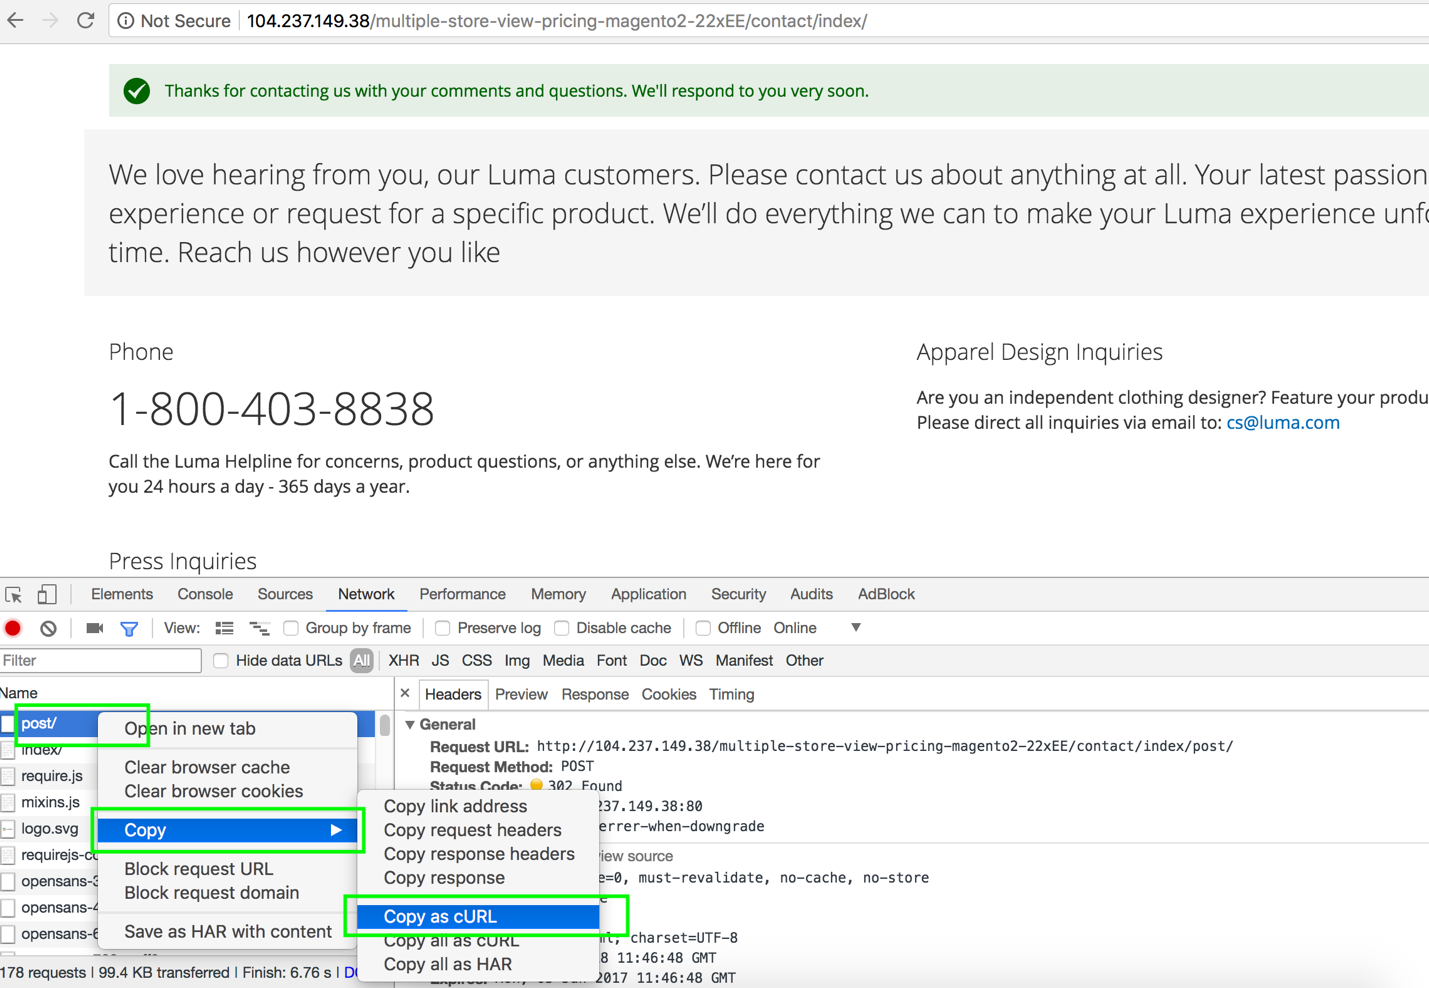 Not Secure 104.237.149.38/multiple-store-view-pricing-magento2-22xEE/contact/index/
Thanks for contacting us with your comments and questions. We'll respond to you very soon.
We love hearing from you, our Luma customers. Please contact us about anything at all. Your latest passion
experience or request for a specific product. We’ll do everything we can to make your Luma experience unfo
time. Reach us however you like
Phone
1-800-403-8838
Call the Luma Helpline for concerns, product questions, or anything else. We’re here for
you 24 hours a day - 365 days a year.
Press Inquiries
Apparel Design Inquiries
Are you an independent clothing designer? Feature your produ
Please direct all inquiries via email to: cs@luma.com
Elements Console Sources Network Performance Memory Application Security Audits AdBlock
View: Group by frame Preserve log Disable cache Offline Online
Filter Hide data URLs All XHR JS CSS Img Media Font Doc WS Manifest Other
Name
post/
index/
require.js
mixins.js
logo.svg
requirejs-co
opensans-3
opensans-4
opensans-6
178 requests | 99.4 KB transferred | Finish: 6.76 s | DO
Open in new tab
Clear browser cache
Clear browser cookies
Copy
Block request URL
Block request domain
Save as HAR with content
Copy link address
Copy request headers
Copy response headers
Copy response
Copy as cURL
Copy all as cURL
Copy all as HAR
Headers Preview Response Cookies Timing
General
Request URL: http://104.237.149.38/multiple-store-view-pricing-magento2-22xEE/contact/index/post/
Request Method: POST
Status Code: 302 Found
37.149.38:80
errer-when-downgrade
view source
=0, must-revalidate, no-cache, no-store
charset=UTF-8
8 11:46:48 GMT
Expires: 2017 11:46:48 GMT